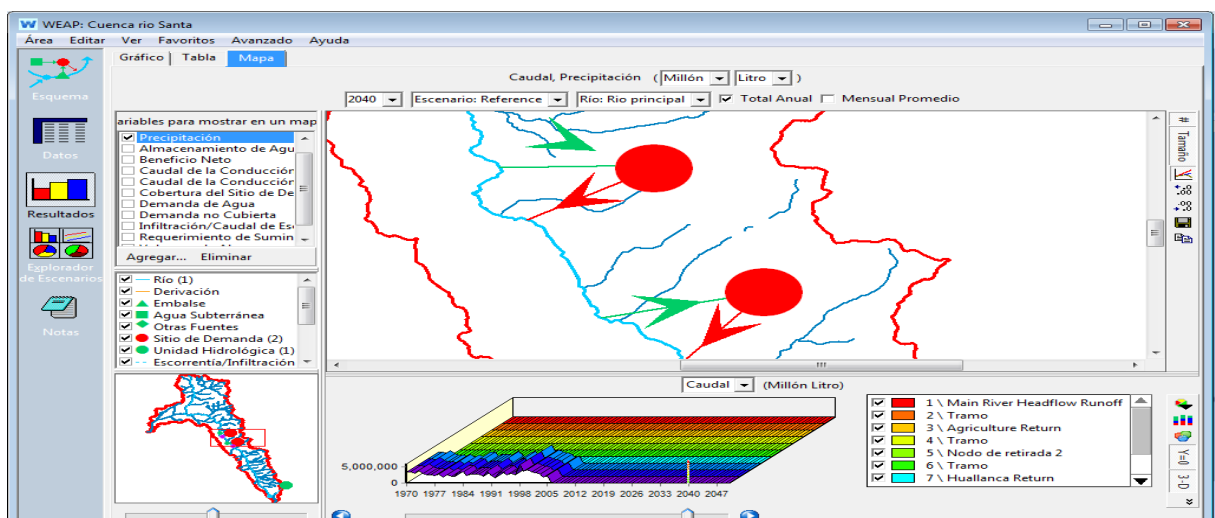 WEAP: Cuenca rio Santa
Área Editar Ver Favoritos Avanzado Ayuda
Gráfico Tabla Mapa
Caudal, Precipitación ( Millón Litro )
2040 Escenario: Reference Río: Rio principal Total Anual Mensual Promedio
Esquema
Datos
Resultados
Explorador
de Escenarios
Notas
ariables para mostrar en un map
Precipitación
Almacenamiento de Agu
Beneficio Neto
Caudal de la Conducción
Caudal de la Conducción
Cobertura del Sitio de De
Demanda de Agua
Demanda no Cubierta
Infiltración/Caudal de Es
Requerimiento de Sumin
Agregar... Eliminar
Río (1)
Derivación
Embalse
Agua Subterránea
Otras Fuentes
Sitio de Demanda (2)
Unidad Hidrológica (1)
Escorrentía/Infiltración
#
Tamaño
Caudal (Millón Litro)
5,000,000
0
1970 1977 1984 1991 1998 2005 2012 2019 2026 2033 2040 2047
1 \ Main River Headflow Runoff
2 \ Tramo
3 \ Agriculture Return
4 \ Tramo
5 \ Nodo de retirada 2
6 \ Tramo
7 \ Huallanca Return
Y=0
3-D